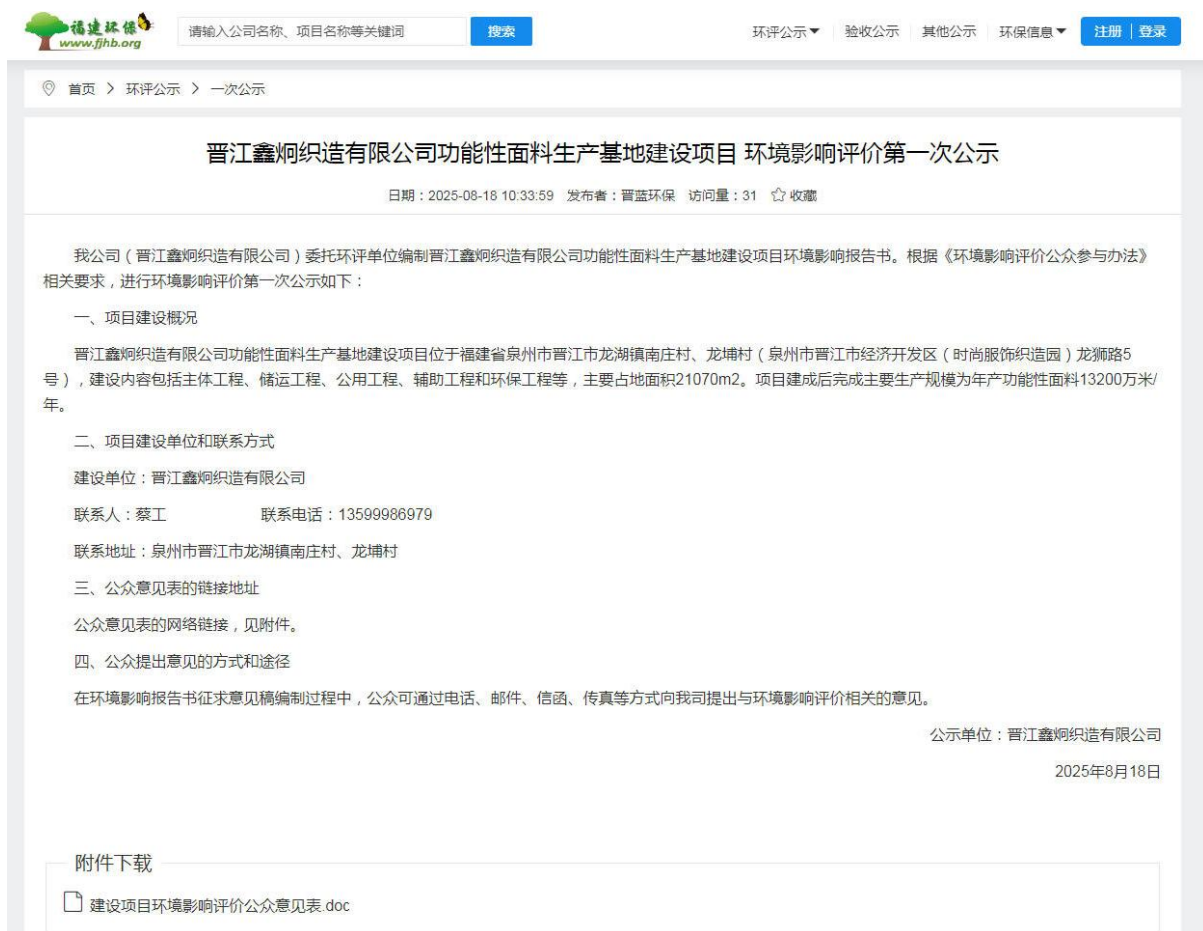 福建环保
www.fjhb.org
请输入公司名称、项目名称等关键词
搜索
环评公示 验收公示 其他公示 环保信息 注册 登录
首页 > 环评公示 > 一次公示
晋江鑫炯织造有限公司功能性面料生产基地建设项目 环境影响评价第一次公示
日期：2025-08-18 10:33:59 发布者：晋蓝环保 访问量：31 收藏
我公司（晋江鑫炯织造有限公司）委托环评单位编制晋江鑫炯织造有限公司功能性面料生产基地建设项目环境影响报告书。根据《环境影响评价公众参与办法》
相关要求，进行环境影响评价第一次公示如下：
一、项目建设概况
晋江鑫炯织造有限公司功能性面料生产基地建设项目位于福建省泉州市晋江市龙湖镇南庄村、龙埔村（泉州市晋江市经济开发区（时尚服饰织造园）龙狮路5
号），建设内容包括主体工程、储运工程、公用工程、辅助工程和环保工程等，主要占地面积21070m2。项目建成后完成主要生产规模为年产功能性面料13200万米/
年。
二、项目建设单位和联系方式
建设单位：晋江鑫炯织造有限公司
联系人：蔡工 联系电话：13599986979
联系地址：泉州市晋江市龙湖镇南庄村、龙埔村
三、公众意见表的链接地址
公众意见表的网络链接，见附件。
四、公众提出意见的方式和途径
在环境影响报告书征求意见稿编制过程中，公众可通过电话、邮件、信函、传真等方式向我司提出与环境影响评价相关的意见。
公示单位：晋江鑫炯织造有限公司
2025年8月18日
附件下载
建设项目环境影响评价公众意见表.doc